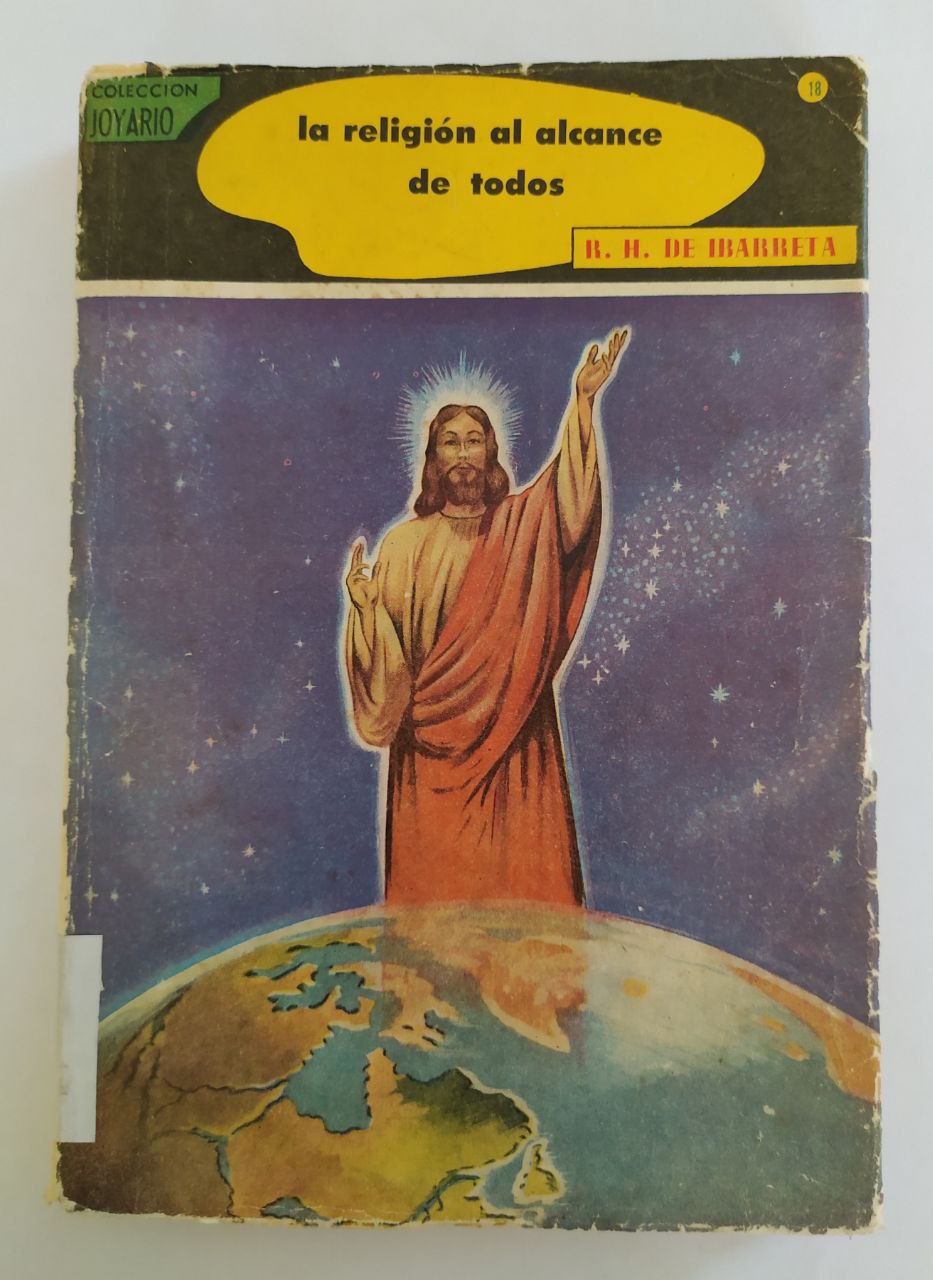 COLECCION
JOYARIO
18
la religión al alcance
de todos
R. H. DE IBARRETA